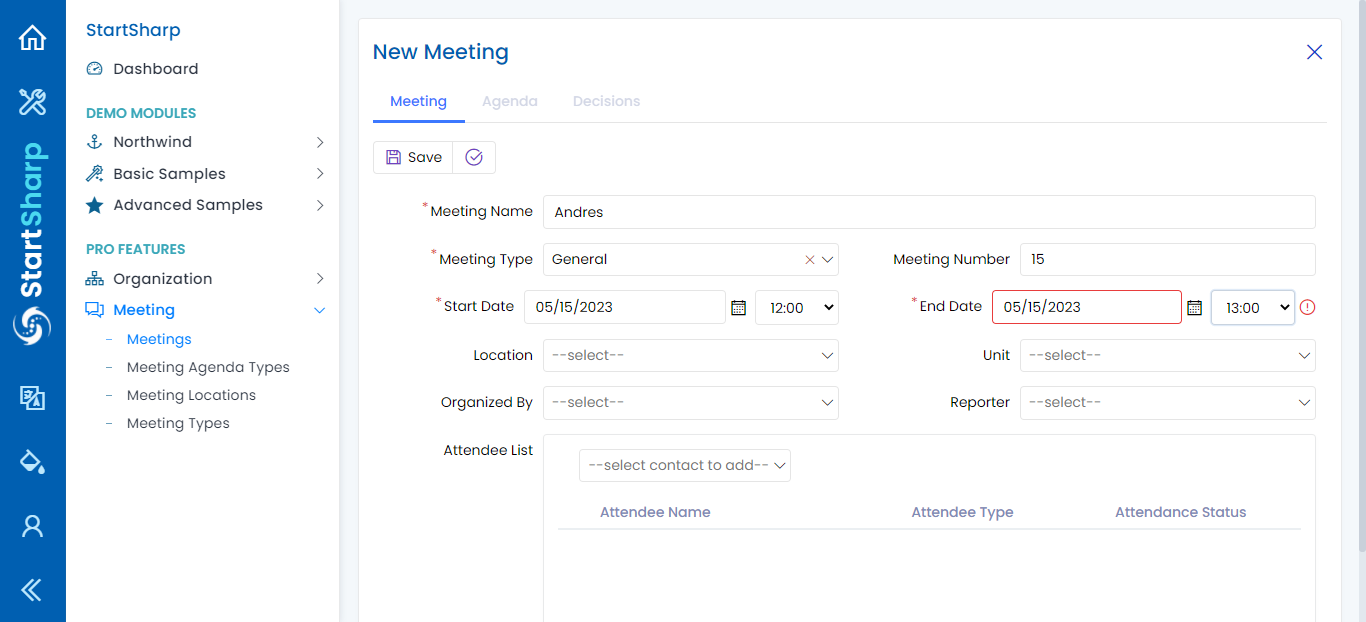 StartSharp
StartSharp
Dashboard
DEMO MODULES
Northwind
Basic Samples
Advanced Samples
PRO FEATURES
Organization
Meeting
Meetings
Meeting Agenda Types
Meeting Locations
Meeting Types
New Meeting
Meeting Agenda Decisions
Save
*Meeting Name Andres
*Meeting Type General Meeting Number 15
*Start Date 05/15/2023 12:00 *End Date 05/15/2023 13:00
Location --select-- Unit --select--
Organized By --select-- Reporter --select--
Attendee List
--select contact to add--
Attendee Name Attendee Type Attendance Status